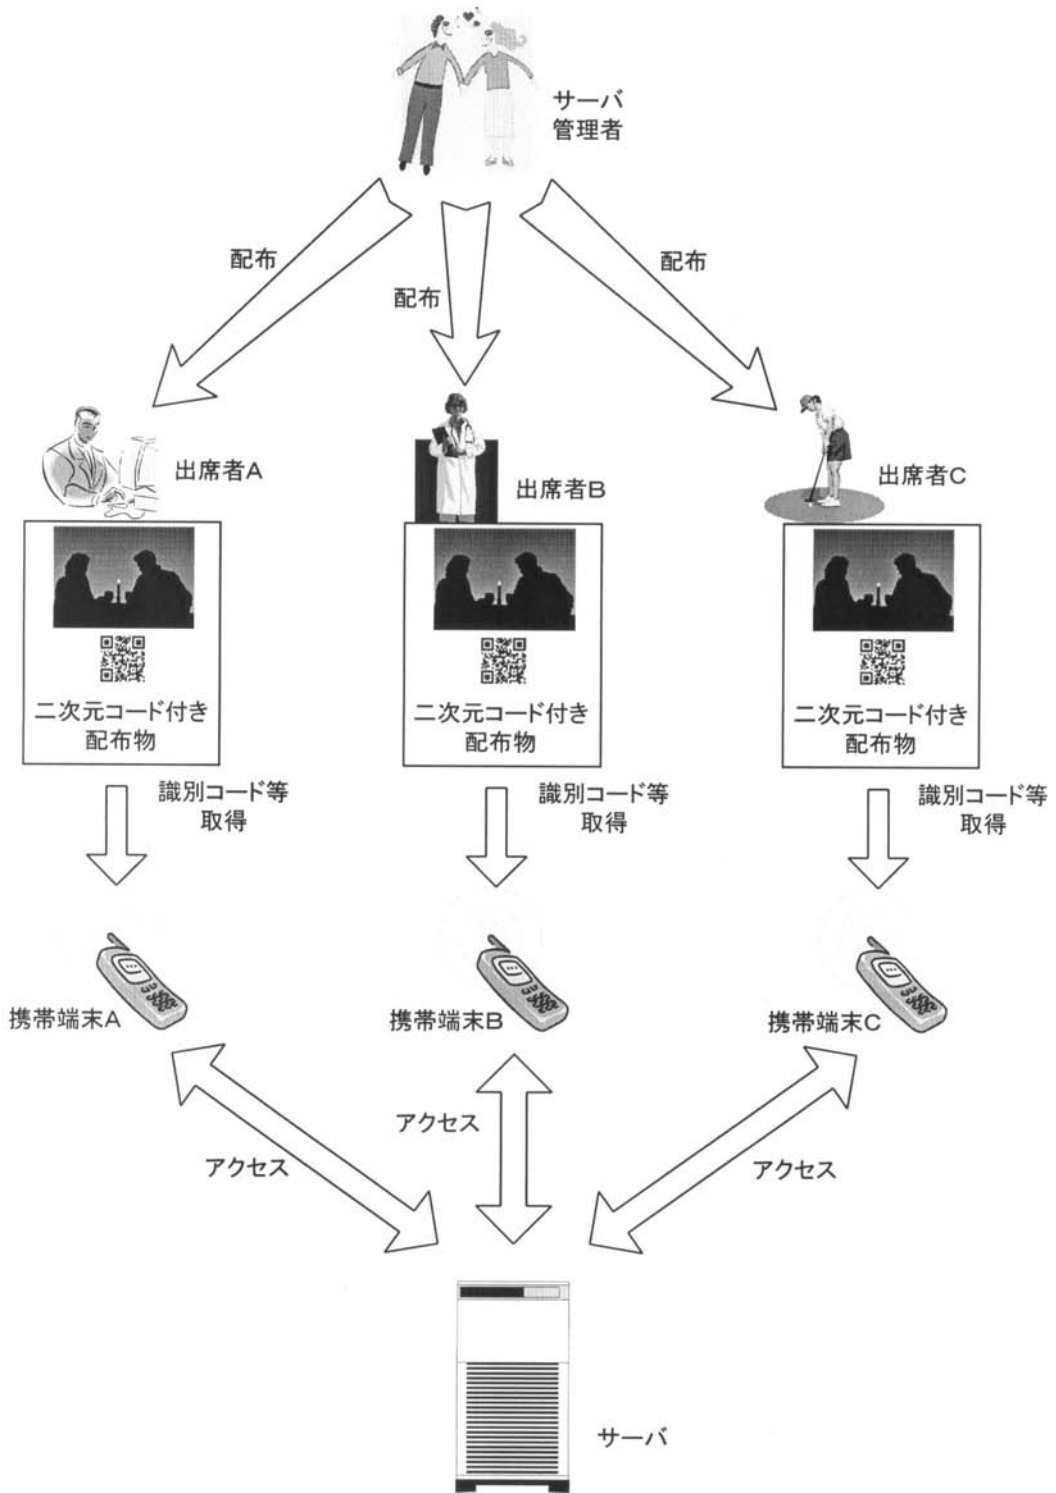 サーバ
管理者
配布
配布
配布
出席者A
出席者B
出席者C
二次元コード付き
配布物
二次元コード付き
配布物
二次元コード付き
配布物
識別コード等
取得
識別コード等
取得
識別コード等
取得
携帯端末A
携帯端末B
携帯端末C
アクセス
アクセス
アクセス
サーバ